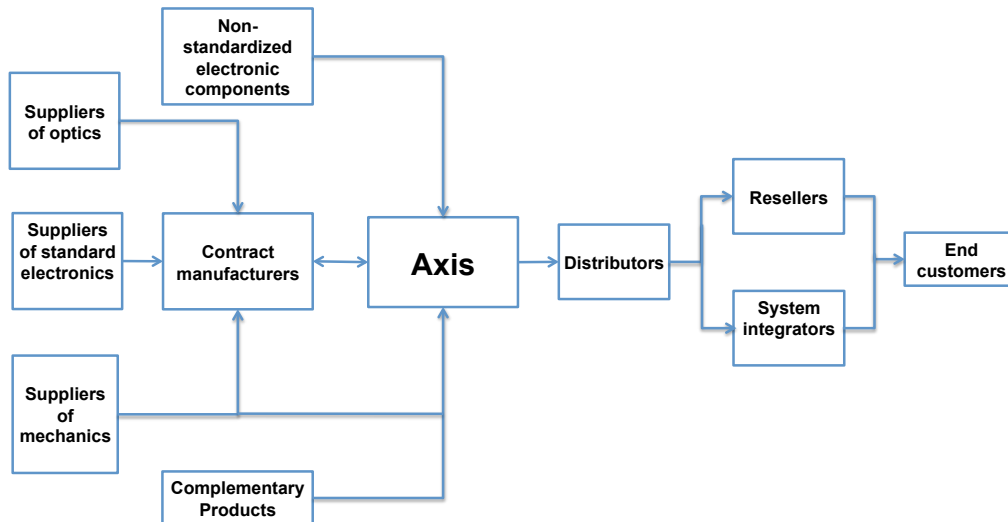 Non-
standardized
electronic
components
Suppliers
of optics
Suppliers
of standard
electronics
Contract
manufacturers
Axis
Distributors
Resellers
System
integrators
End
customers
Suppliers
of
mechanics
Complementary
Products